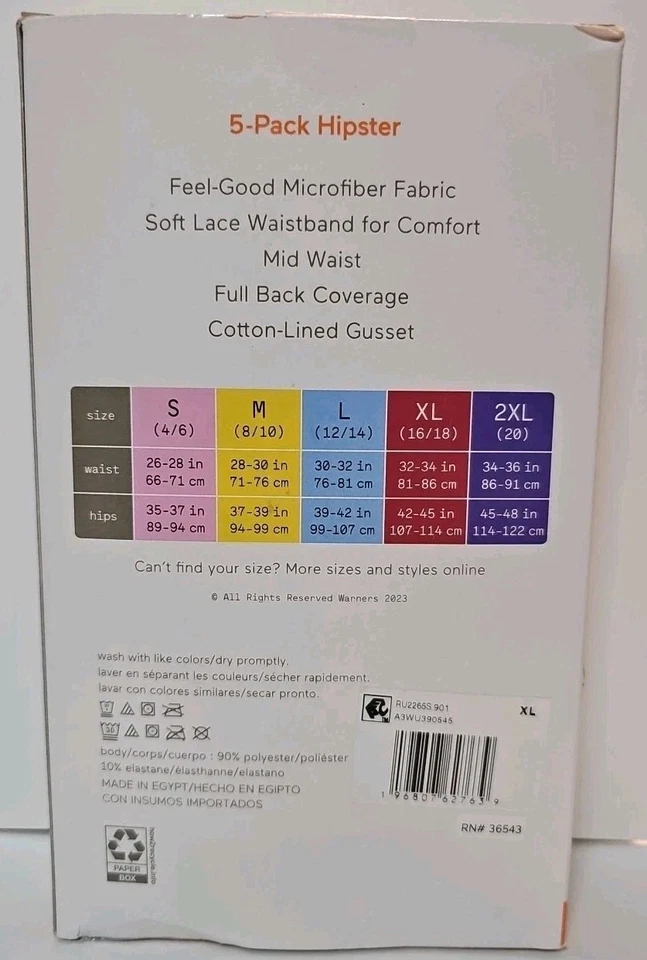 5-Pack Hipster
Feel-Good Microfiber Fabric
Soft Lace Waistband for Comfort
Mid Waist
Full Back Coverage
Cotton-Lined Gusset
size S (4/6) M (8/10) L (12/14) XL (16/18) 2XL (20)
waist 26-28 in 66-71 cm 28-30 in 71-76 cm 30-32 in 76-81 cm 32-34 in 81-86 cm 34-36 in 86-91 cm
hips 35-37 in 89-94 cm 37-39 in 94-99 cm 39-42 in 99-107 cm 42-45 in 107-114 cm 45-48 in 114-122 cm
Can't find your size? More sizes and styles online
© All Rights Reserved Warners 2023
wash with like colors/dry promptly.
laver en séparant les couleurs/sécher rapidement.
lavar con colores similares/secar pronto.
body/corps/cuerpo : 90% polyester/poliéster
10% elastane/élasthanne/elastano
MADE IN EGYPT/HECHO EN EGIPTO
CON INSUMOS IMPORTADOS
RU2265S 901
A3WU390545
XL
1 96807 62763 9
RN# 36543
PAPER
BOX